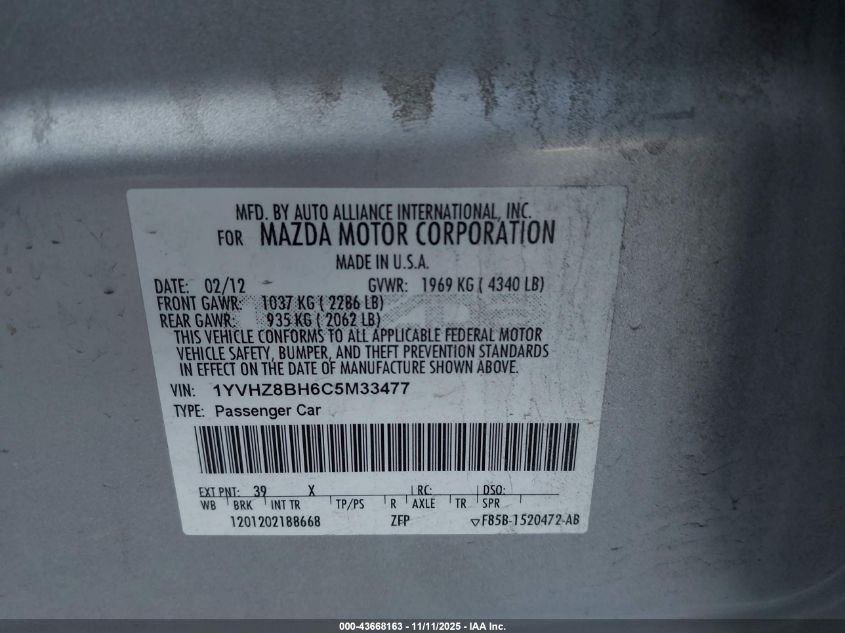 MFD. BY AUTO ALLIANCE INTERNATIONAL, INC.
FOR MAZDA MOTOR CORPORATION
MADE IN U.S.A.
DATE: 02/12 GVWR: 1969 KG ( 4340 LB)
FRONT GAWR: 1037 KG ( 2286 LB)
REAR GAWR: 935 KG ( 2062 LB)
THIS VEHICLE CONFORMS TO ALL APPLICABLE FEDERAL MOTOR
VEHICLE SAFETY, BUMPER, AND THEFT PREVENTION STANDARDS
IN EFFECT ON THE DATE OF MANUFACTURE SHOWN ABOVE.
VIN: 1YVHZ8BH6C5M33477
TYPE: Passenger Car
EXT PNT: 39 X RC: DSO:
WB BRK INT TR TP/PS R AXLE TR SPR
1201202188668 ZFP ▽F85B-1520472-AB
000-43668163 - 11/11/2025 - IAA Inc.